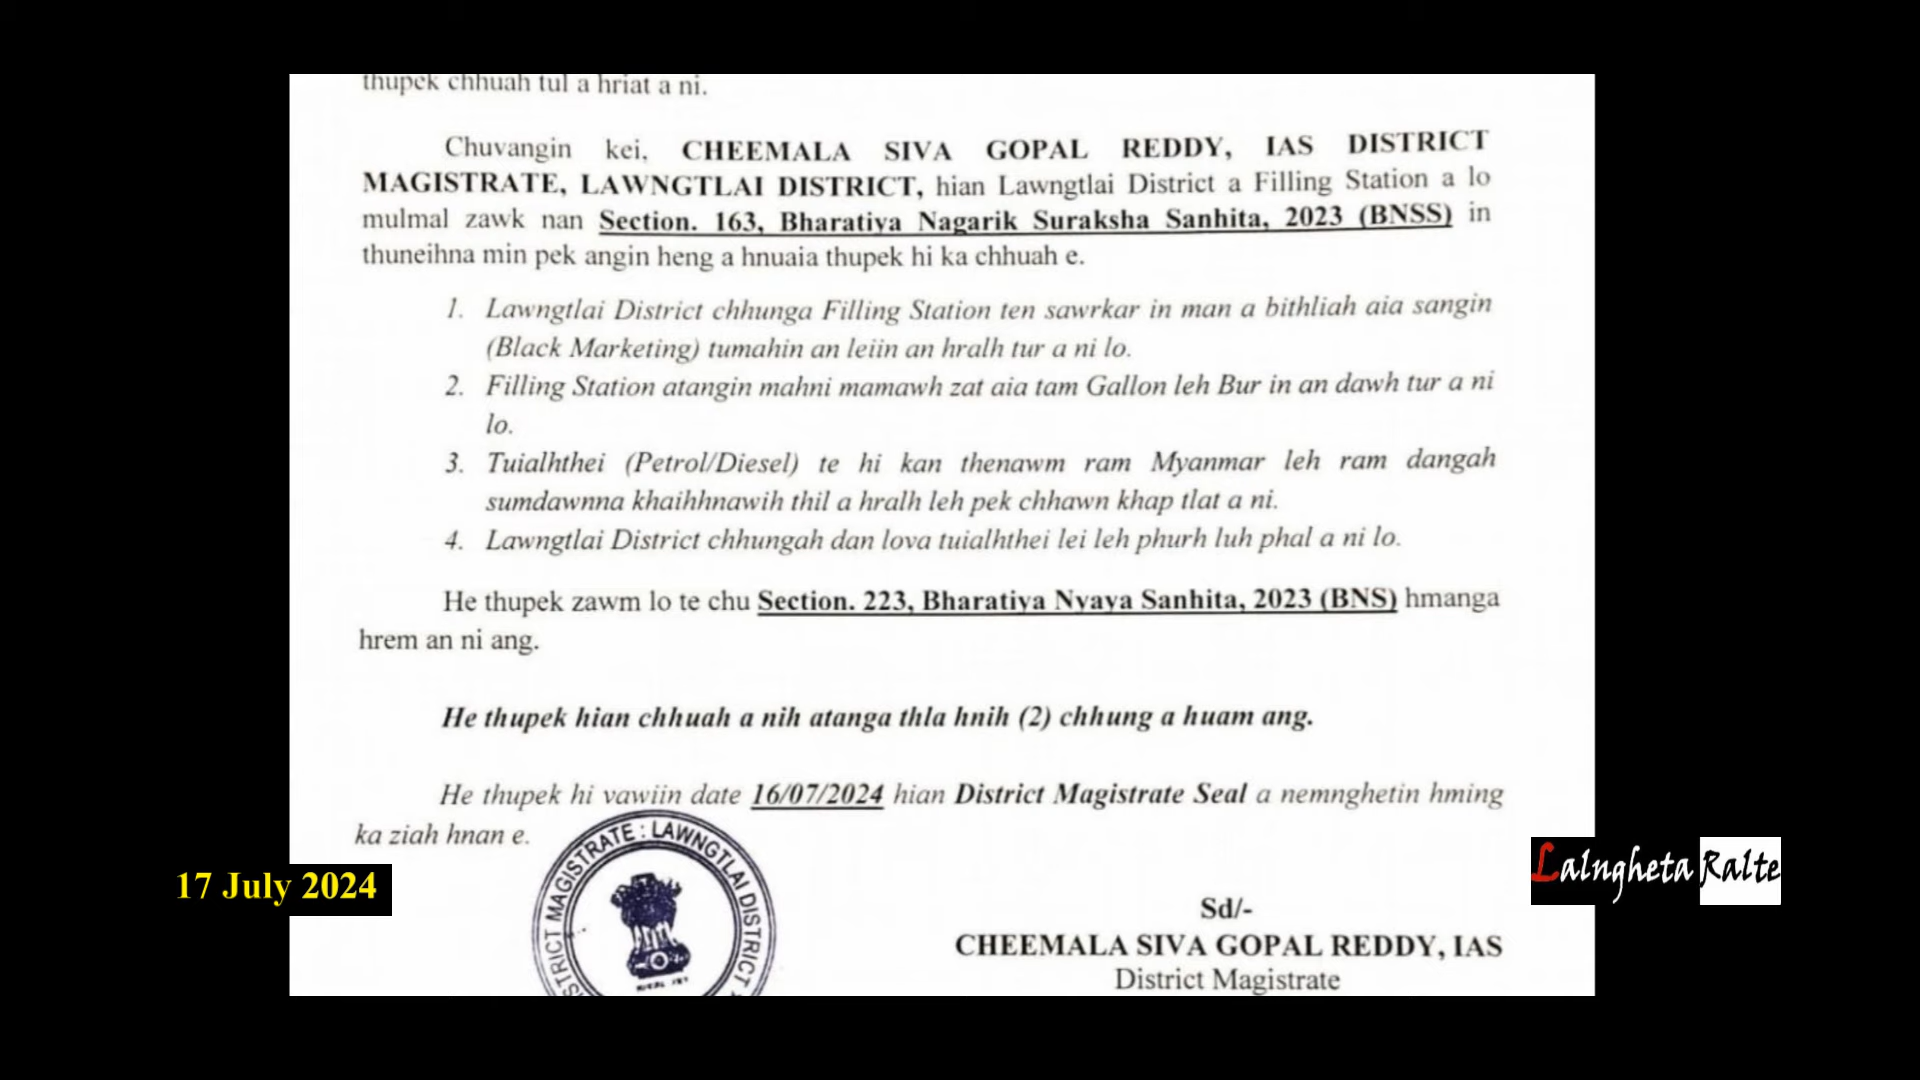 thupek chhuah tul a hriat a ni.
Chuvangin kei, CHEEMALA SIVA GOPAL REDDY, IAS DISTRICT
MAGISTRATE, LAWNGTLAI DISTRICT, hian Lawngtlai District a Filling Station a lo
mulmal zawk nan Section. 163, Bharatiya Nagarik Suraksha Sanhita, 2023 (BNSS) in
thuneihna min pek angin heng a hnuaia thupek hi ka chhuah e.
1. Lawngtlai District chhunga Filling Station ten sawrkar in man a bithliah aia sangin
(Black Marketing) tumahin an leiin an hralh tur a ni lo.
2. Filling Station atangin mahni mamawh zat aia tam Gallon leh Bur in an dawh tur a ni
lo.
3. Tuialhthei (Petrol/Diesel) te hi kan thenawm ram Myanmar leh ram dangah
sumdawnna khaihhnawih thil a hralh leh pek chhawn khap tlat a ni.
4. Lawngtlai District chhungah dan lova tuialhthei lei leh phurh luh phal a ni lo.
He thupek zawm lo te chu Section. 223, Bharatiya Nyaya Sanhita, 2023 (BNS) hmanga
hrem an ni ang.
He thupek hian chhuah a nih atanga thla hnih (2) chhung a huam ang.
He thupek hi vawiin date 16/07/2024 hian District Magistrate Seal a nemnghetin hming
ka ziah hnan e.
DISTRICT MAGISTRATE : LAWNGTLAI DISTRICT
17 July 2024
Lalngheta Ralte
Sd/-
CHEEMALA SIVA GOPAL REDDY, IAS
District Magistrate